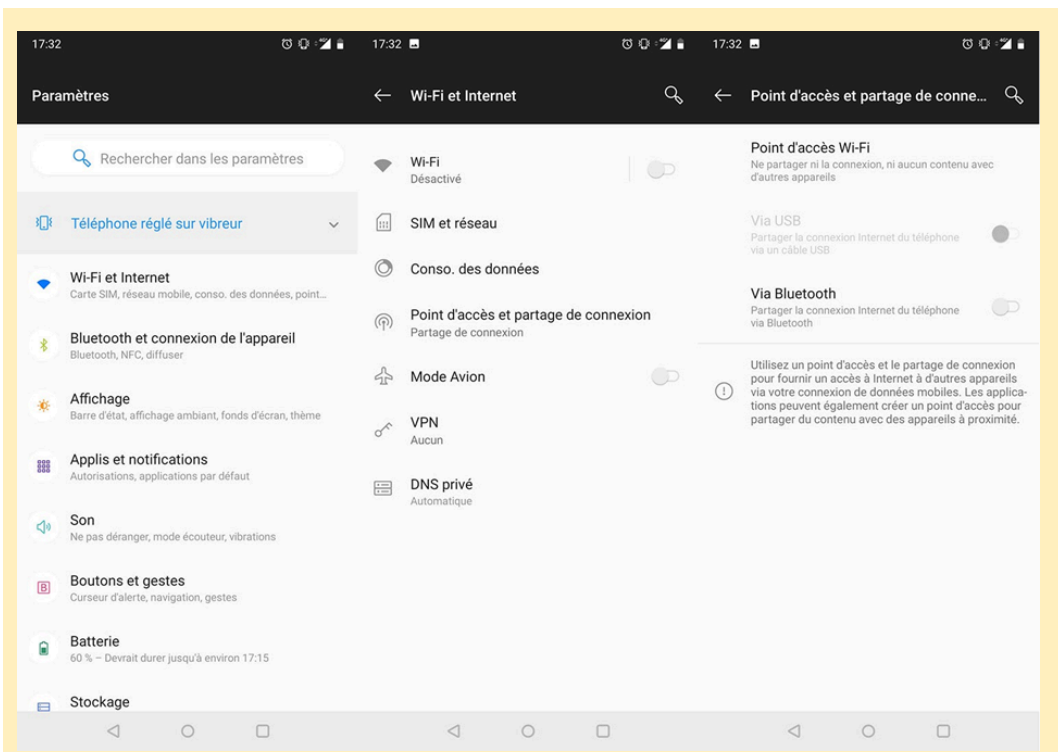 17:32
Paramètres
Rechercher dans les paramètres
Téléphone réglé sur vibreur
Wi-Fi et Internet
Carte SIM, réseau mobile, conso. des données, point...
Bluetooth et connexion de l'appareil
Bluetooth, NFC, diffuser
Affichage
Barre d'état, affichage ambiant, fonds d'écran, thème
Applis et notifications
Autorisations, applications par défaut
Son
Ne pas déranger, mode écouteur, vibrations
Boutons et gestes
Curseur d'alerte, navigation, gestes
Batterie
60 % – Devrait durer jusqu'à environ 17:15
Stockage
17:32
Wi-Fi et Internet
Wi-Fi
Désactivé
SIM et réseau
Conso. des données
Point d'accès et partage de connexion
Partage de connexion
Mode Avion
VPN
Aucun
DNS privé
Automatique
17:32
Point d'accès et partage de conne...
Point d'accès Wi-Fi
Ne partager ni la connexion, ni aucun contenu avec
d'autres appareils
Via USB
Partager la connexion Internet du téléphone
via un câble USB
Via Bluetooth
Partager la connexion Internet du téléphone
via Bluetooth
Utilisez un point d'accès et le partage de connexion
pour fournir un accès à Internet à d'autres appareils
via votre connexion de données mobiles. Les applica-
tions peuvent également créer un point d'accès pour
partager du contenu avec des appareils à proximité.